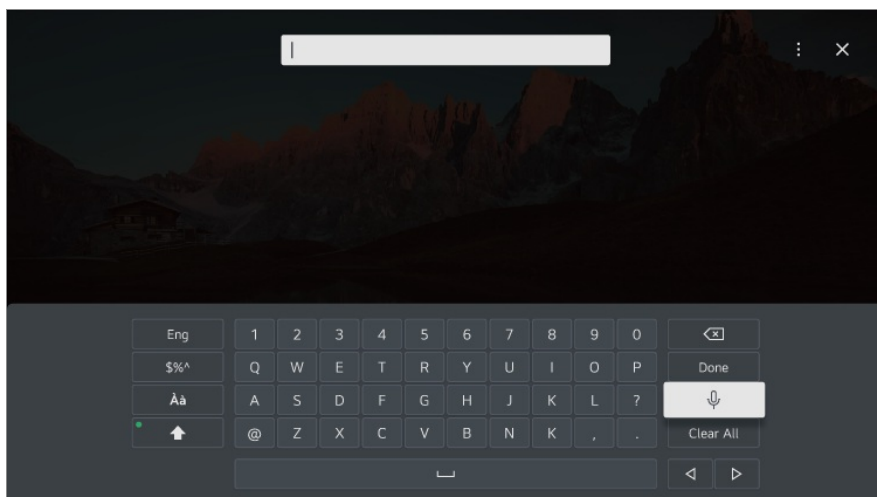 Eng 1 2 3 4 5 6 7 8 9 0
$%^ Q W E T R Y U I O P Done
Àà A S D F G H J K L ?
@ Z X C V B N K , . Clear All